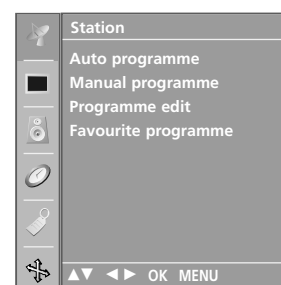 Station
Auto programme
Manual programme
Programme edit
Favourite programme
▲▼ ◄► OK MENU